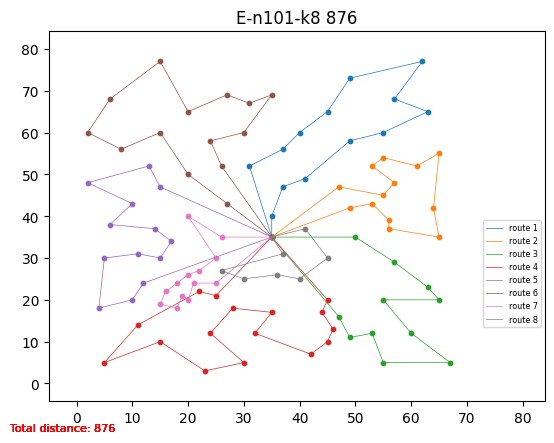 E-n101-k8 876
80
70
60
50
40
30
20
10
0
0 10 20 30 40 50 60 70 80
route 1
route 2
route 3
route 4
route 5
route 6
route 7
route 8
Total distance: 876